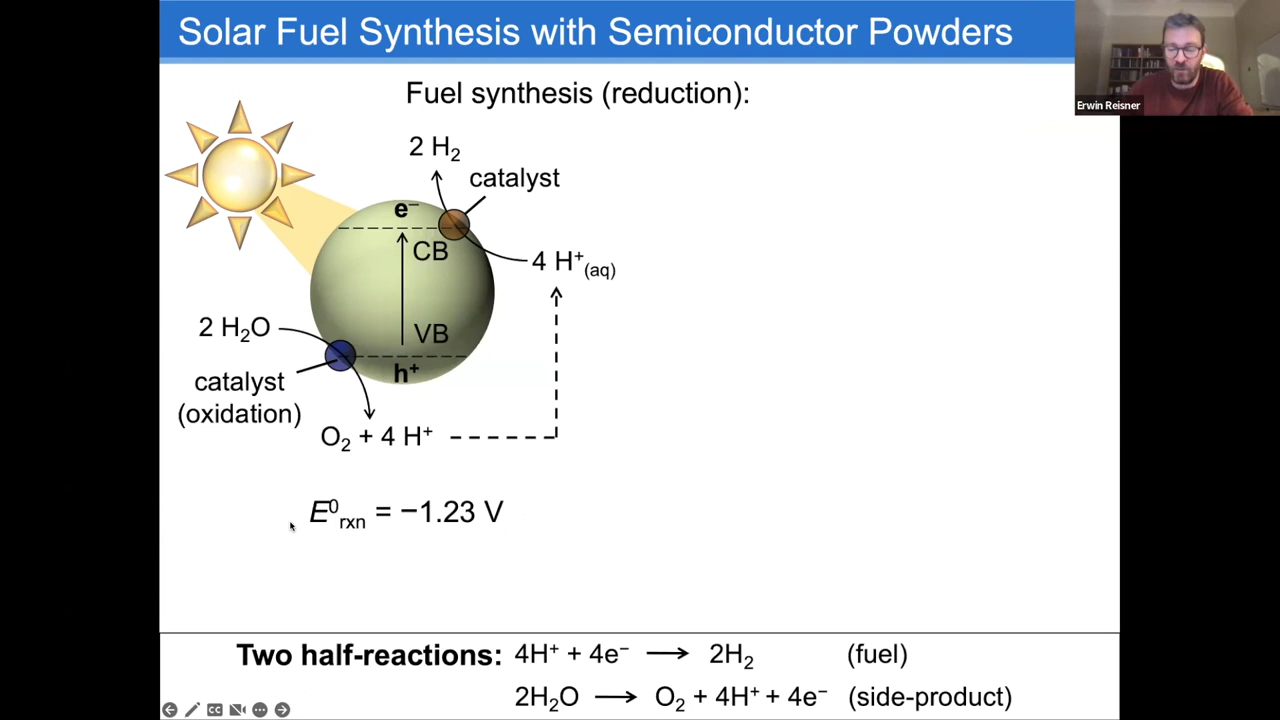 Solar Fuel Synthesis with Semiconductor Powders
Erwin Reisner
Fuel synthesis (reduction):
2 H₂
catalyst
e⁻
CB
4 H⁺(aq)
2 H₂O
VB
h⁺
catalyst
(oxidation)
O₂ + 4 H⁺
E⁰rxn = −1.23 V
Two half-reactions: 4H⁺ + 4e⁻ ⟶ 2H₂ (fuel)
2H₂O ⟶ O₂ + 4H⁺ + 4e⁻ (side-product)
CC